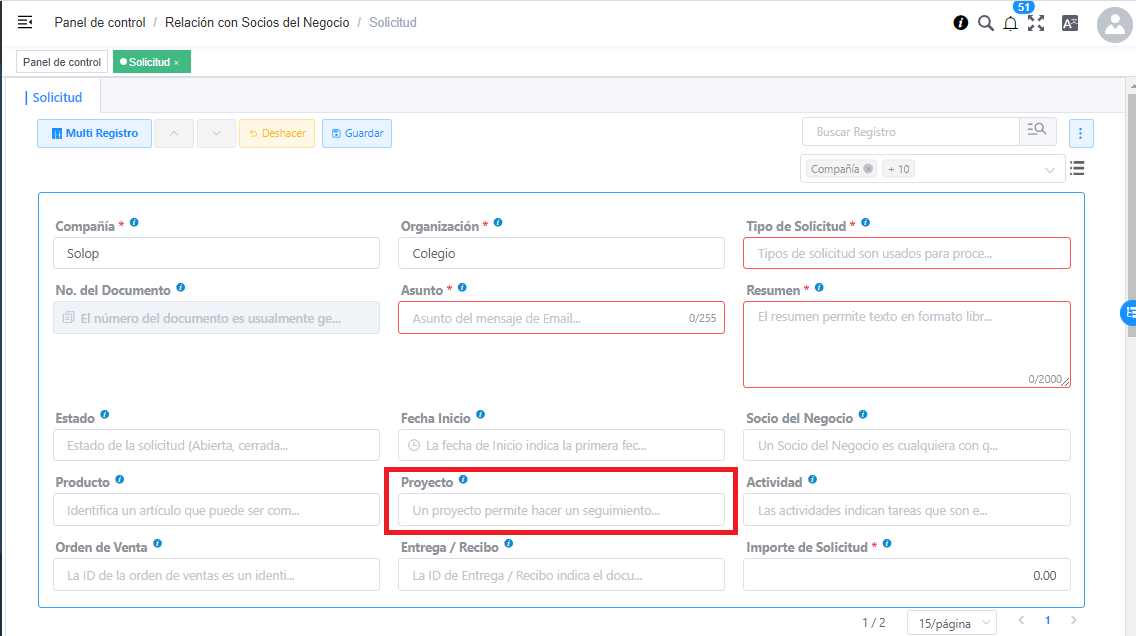 Panel de control / Relación con Socios del Negocio / Solicitud
51
Panel de control
Solicitud ×
Solicitud
Multi Registro
Deshacer
Guardar
Buscar Registro
Compañía
+ 10
Compañía *
Organización *
Tipo de Solicitud *
Solop
Colegio
Tipos de solicitud son usados para proce...
No. del Documento
Asunto *
Resumen *
El número del documento es usualmente ge...
Asunto del mensaje de Email...
0/255
El resumen permite texto en formato libr...
0/2000
Estado
Fecha Inicio
Socio del Negocio
Estado de la solicitud (Abierta, cerrada...
La fecha de Inicio indica la primera fec...
Un Socio del Negocio es cualquiera con q...
Producto
Proyecto
Actividad
Identifica un artículo que puede ser com...
Un proyecto permite hacer un seguimiento...
Las actividades indican tareas que son e...
Orden de Venta
Entrega / Recibo
Importe de Solicitud *
La ID de la orden de ventas es un identi...
La ID de Entrega / Recibo indica el docu...
0.00
1 / 2
15/página
1